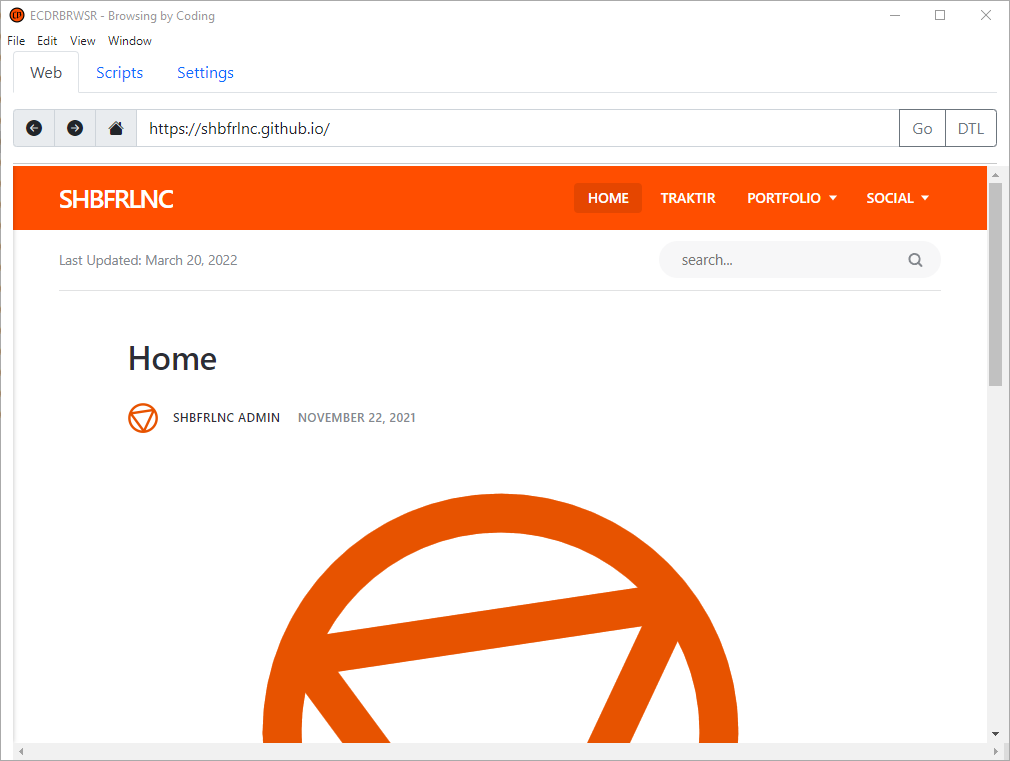 ECDRBRWSR - Browsing by Coding
File Edit View Window
Web Scripts Settings
https://shbfrlnc.github.io/ Go DTL
SHBFRLNC HOME TRAKTIR PORTFOLIO SOCIAL
Last Updated: March 20, 2022 search...
Home
SHBFRLNC ADMIN NOVEMBER 22, 2021